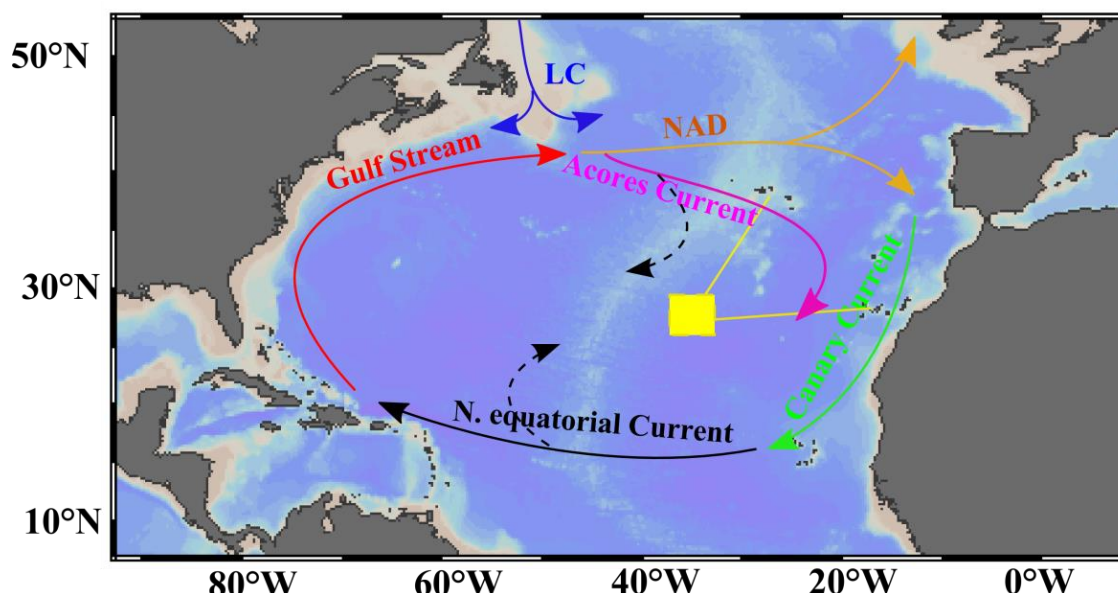 50°N
LC
NAD
Gulf Stream
Acores Current
30°N
Canary Current
N. equatorial Current
10°N
80°W
60°W
40°W
20°W
0°W